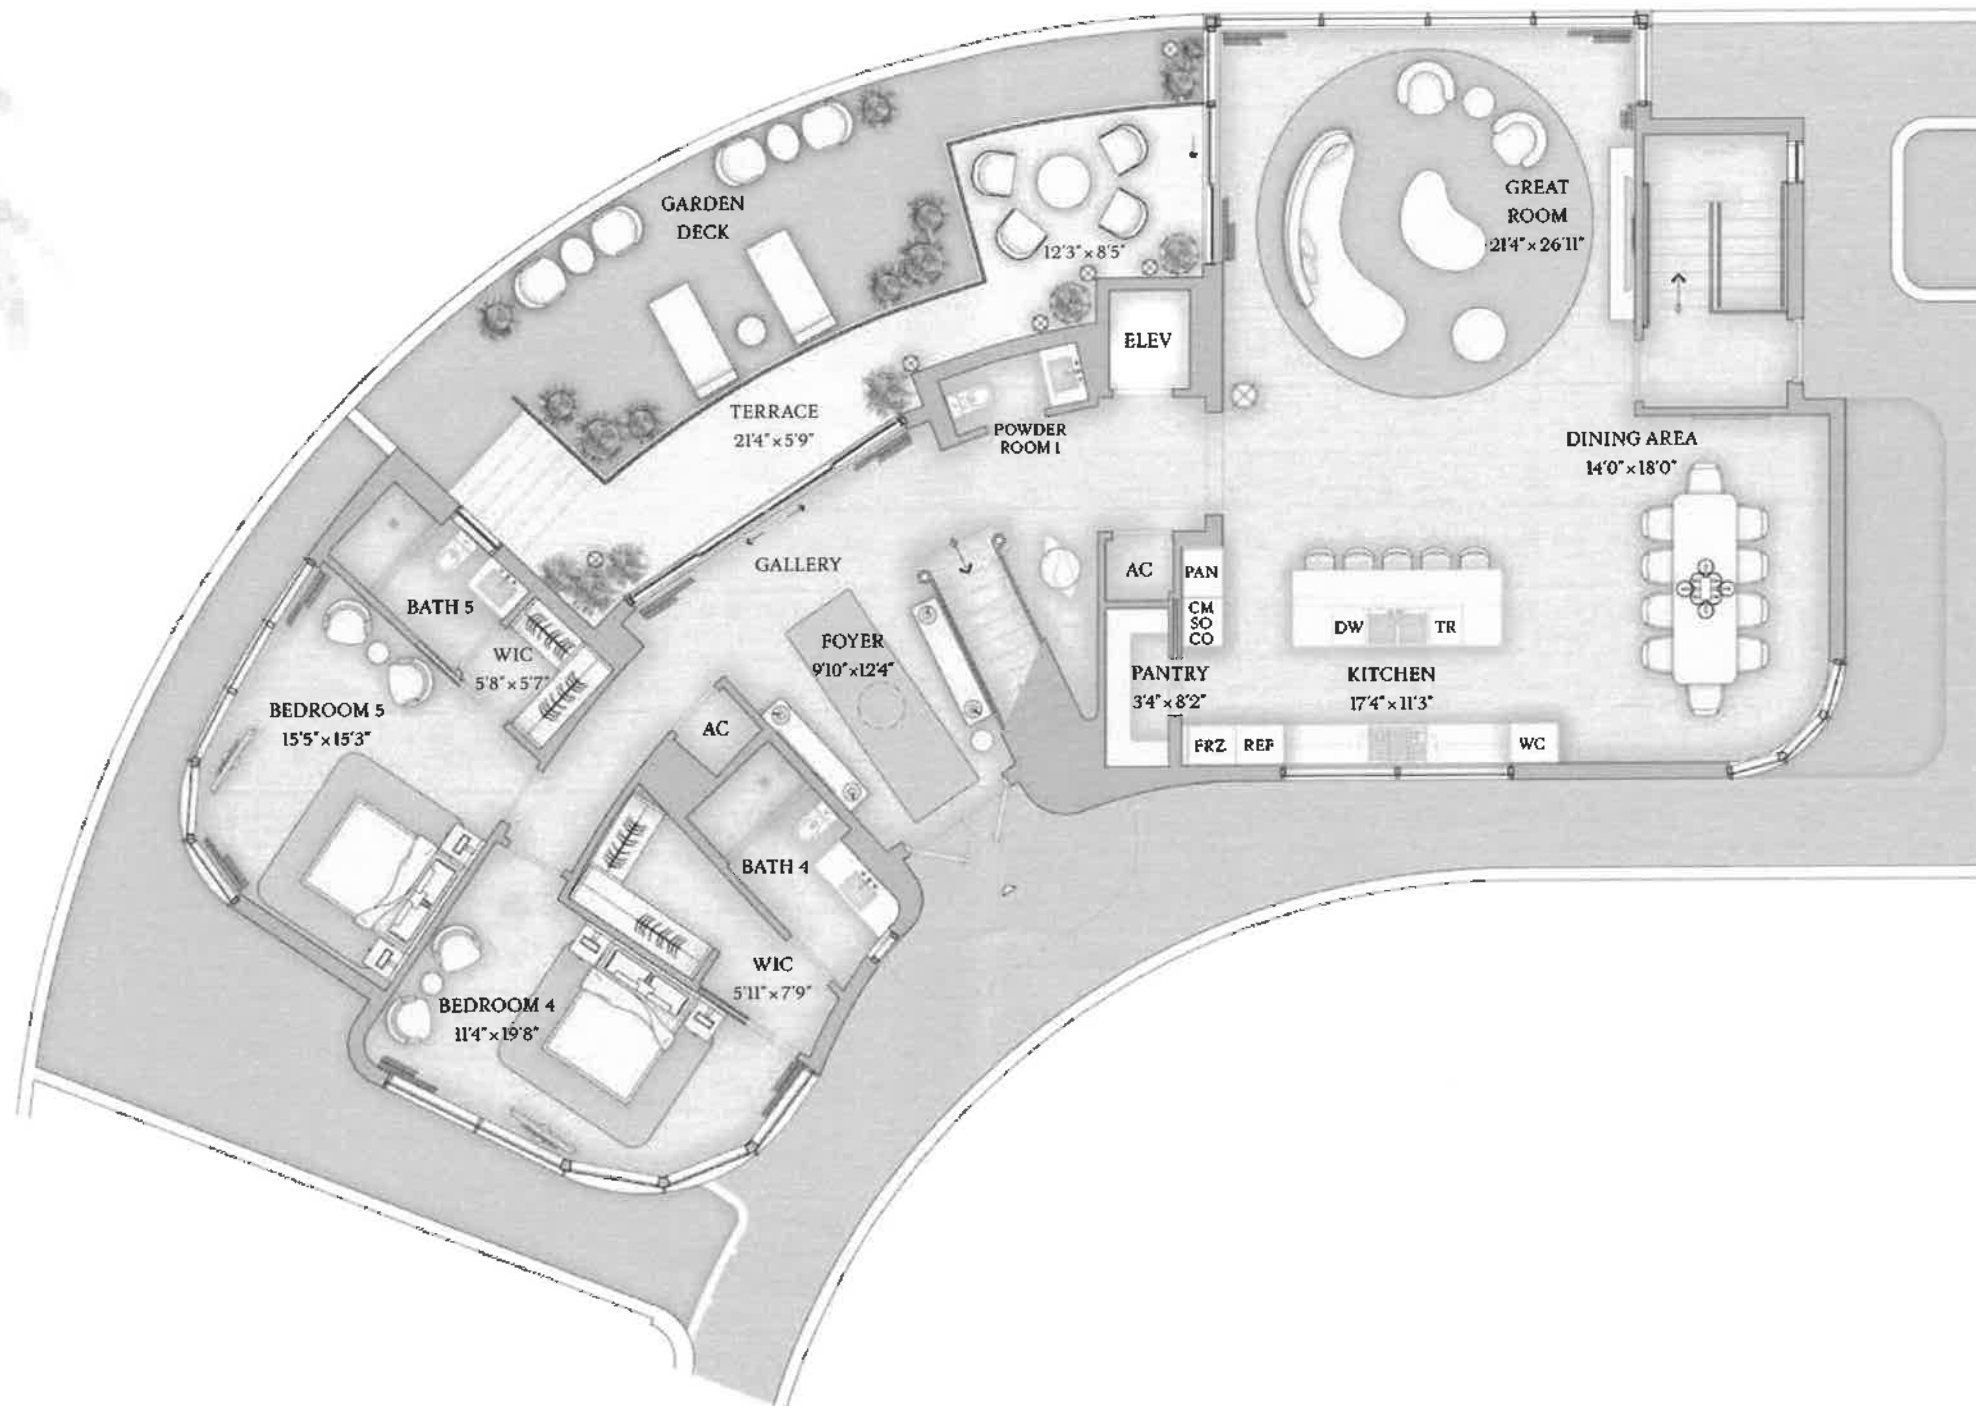 GARDEN
DECK
12'3" × 8'5"
GREAT
ROOM
21'4" × 26'11"
ELEV
TERRACE
21'4" × 5'9"
POWDER
ROOM 1
DINING AREA
14'0" × 18'0"
GALLERY
AC
PAN
CM
SO
CO
BATH 5
WIC
5'8" × 5'7"
FOYER
9'10" × 12'4"
DW
TR
PANTRY
3'4" × 8'2"
KITCHEN
17'4" × 11'3"
BEDROOM 5
15'5" × 15'3"
AC
FRZ
REF
WC
BATH 4
WIC
5'11" × 7'9"
BEDROOM 4
11'4" × 19'8"